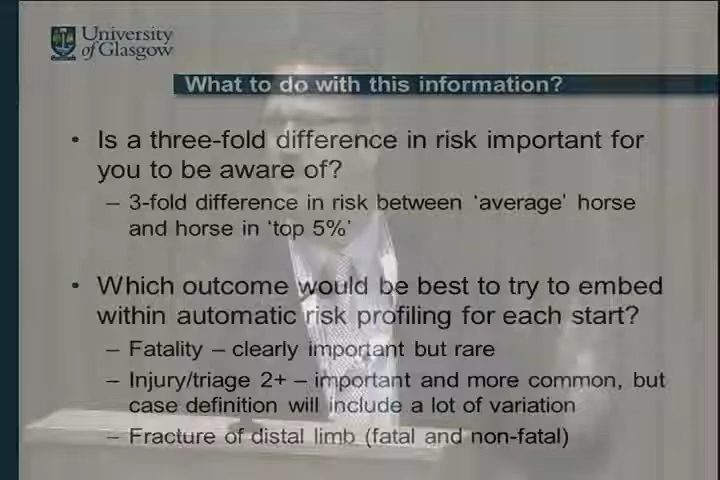 University
of Glasgow
What to do with this information?
• Is a three-fold difference in risk important for
you to be aware of?
– 3-fold difference in risk between ‘average’ horse
and horse in ‘top 5%’
• Which outcome would be best to try to embed
within automatic risk profiling for each start?
– Fatality – clearly important but rare
– Injury/triage 2+ – important and more common, but
case definition will include a lot of variation
– Fracture of distal limb (fatal and non-fatal)